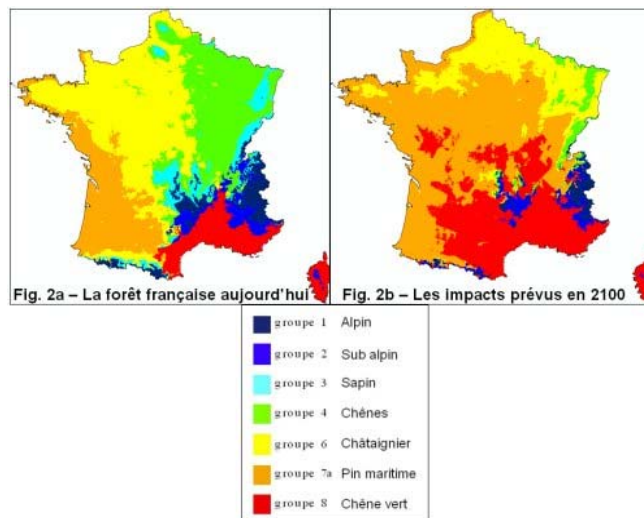 Fig. 2a – La forêt française aujourd'hui
Fig. 2b – Les impacts prévus en 2100
groupe 1 Alpin
groupe 2 Sub alpin
groupe 3 Sapin
groupe 4 Chênes
groupe 6 Châtaignier
groupe 7a Pin maritime
groupe 8 Chêne vert